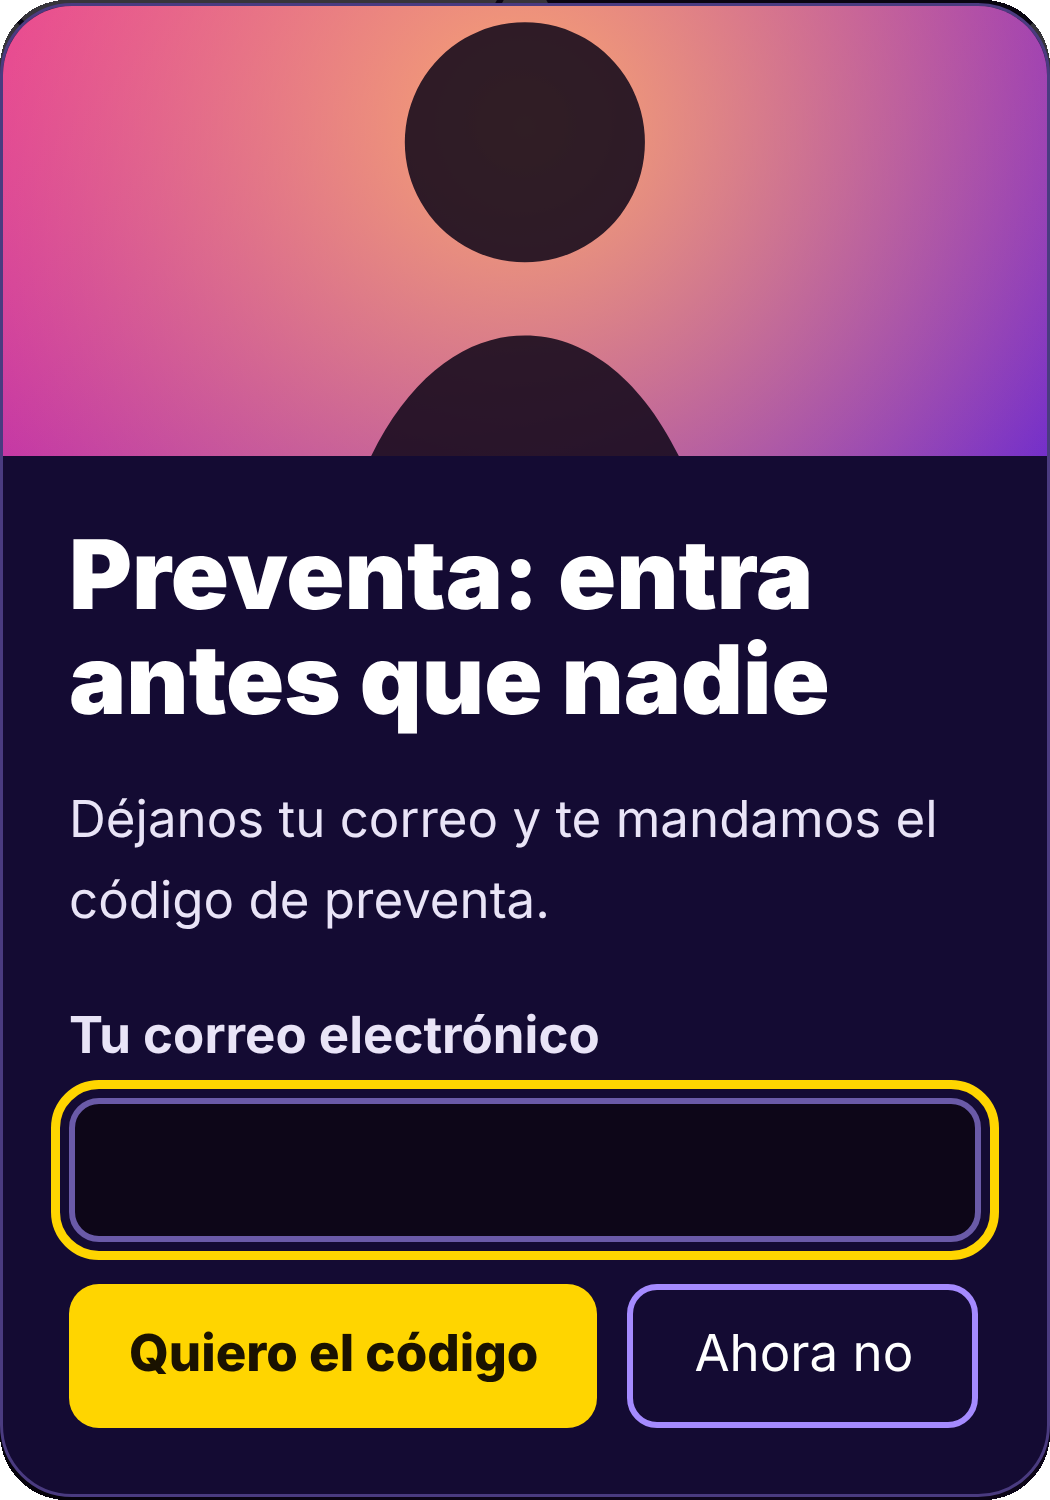 Preventa: entra
antes que nadie
Déjanos tu correo y te mandamos el
código de preventa.
Tu correo electrónico
Quiero el código
Ahora no